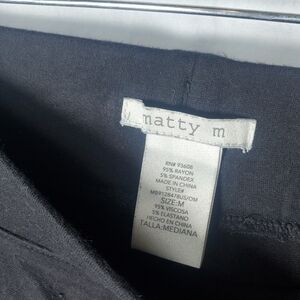 matty m
RN# 93608
95% RAYON
5% SPANDEX
MADE IN CHINA
STYLE#
SIZE:M
95% VISCOSA
5% ELASTANO
HECHO EN CHINA
TALLA:MEDIANA